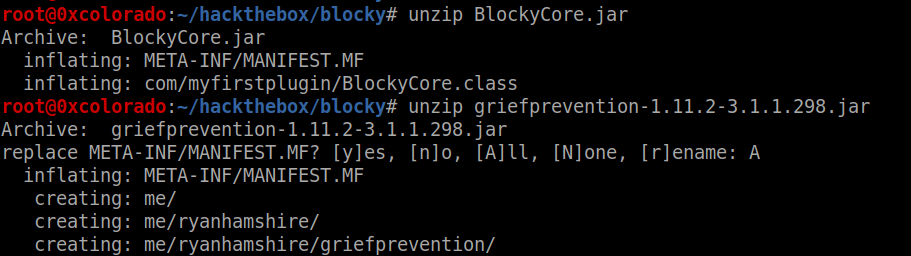 root@0xcolorado:~/hackthebox/blocky# unzip BlockyCore.jar
Archive:  BlockyCore.jar
  inflating: META-INF/MANIFEST.MF
  inflating: com/myfirstplugin/BlockyCore.class
root@0xcolorado:~/hackthebox/blocky# unzip griefprevention-1.11.2-3.1.1.298.jar
Archive:  griefprevention-1.11.2-3.1.1.298.jar
replace META-INF/MANIFEST.MF? [y]es, [n]o, [A]ll, [N]one, [r]ename: A
  inflating: META-INF/MANIFEST.MF
   creating: me/
   creating: me/ryanhamshire/
   creating: me/ryanhamshire/griefprevention/